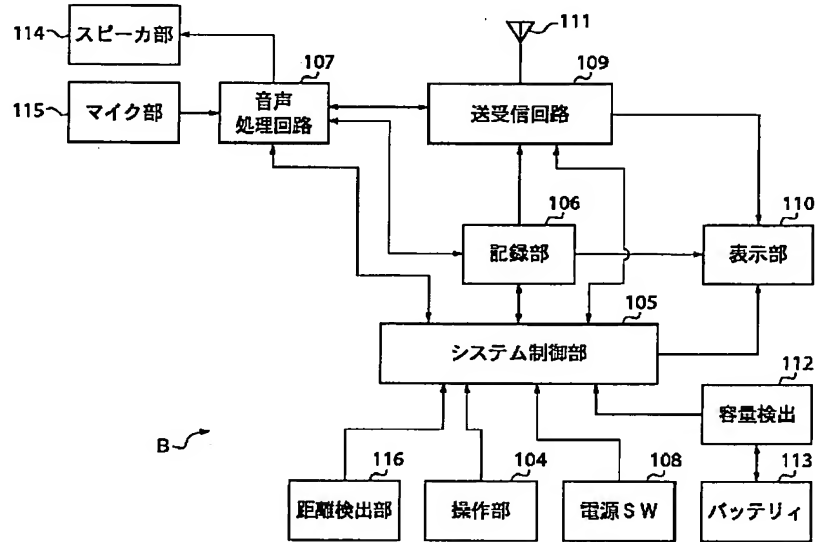 114
スピーカ部
107
111
109
115
マイク部
音声
処理回路
送受信回路
106
110
記録部
表示部
105
システム制御部
112
容量検出
B
116
104
108
113
距離検出部
操作部
電源SW
バッテリィ